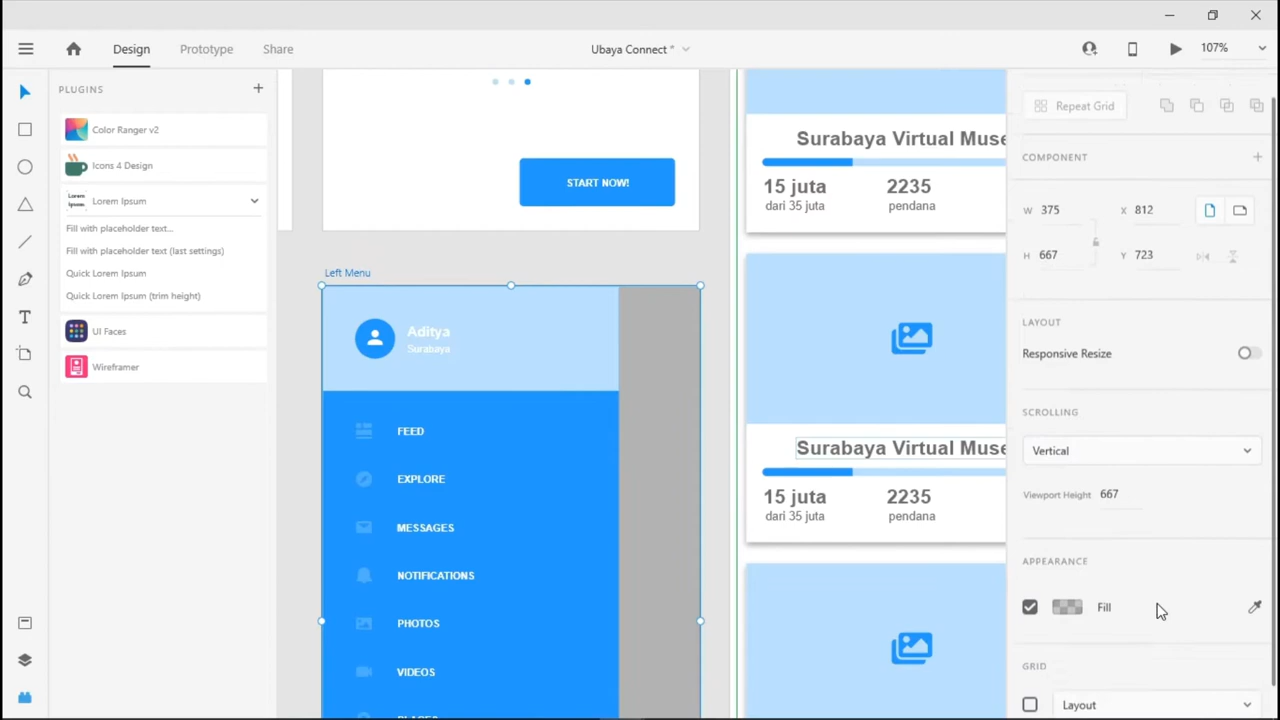 Design
Prototype
Share
Ubaya Connect *
107%
PLUGINS
Color Ranger v2
Icons 4 Design
Lorem
Ipsum
Lorem Ipsum
Fill with placeholder text...
Fill with placeholder text (last settings)
Quick Lorem Ipsum
Quick Lorem Ipsum (trim height)
UI Faces
Wireframer
START NOW!
Left Menu
Aditya
Surabaya
FEED
EXPLORE
MESSAGES
NOTIFICATIONS
PHOTOS
VIDEOS
Surabaya Virtual Muse
15 juta
2235
dari 35 juta
pendana
Surabaya Virtual Muse
15 juta
2235
dari 35 juta
pendana
Repeat Grid
COMPONENT
W 375
X 812
H 667
Y 723
LAYOUT
Responsive Resize
SCROLLING
Vertical
Viewport Height 667
APPEARANCE
Fill
GRID
Layout